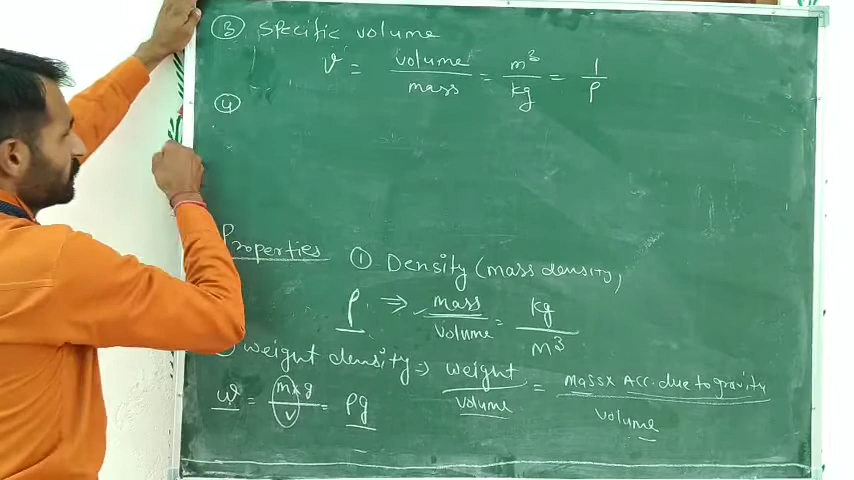 ③ Specific volume
v = volume / mass = m³ / kg = 1 / ρ
④
Properties ① Density (mass density)
ρ ⇒ mass / volume = kg / m³
weight density ⇒ weight / volume = Mass x Acc. due to gravity / volume
w = m x g / v = ρg